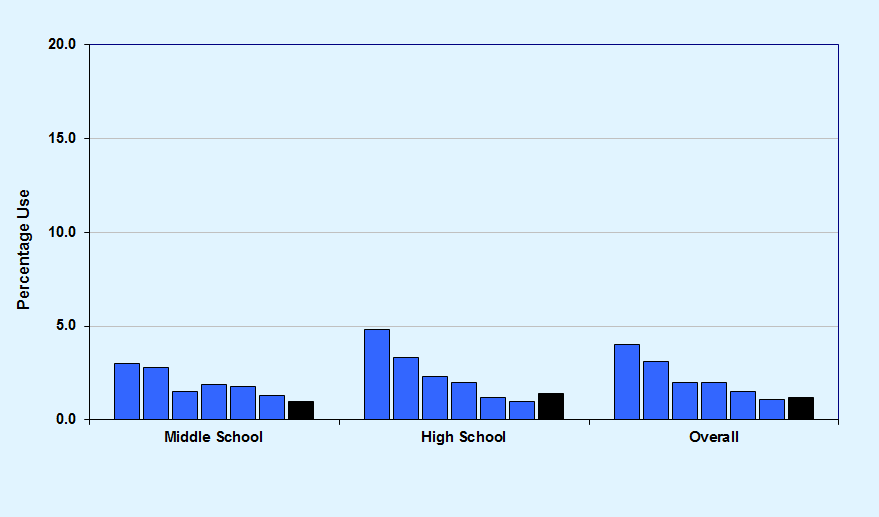 20.0
15.0
10.0
5.0
0.0
Percentage Use
Middle School
High School
Overall